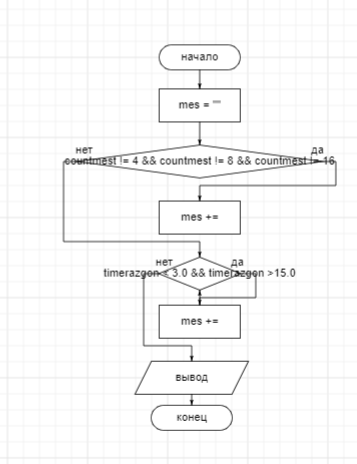 начало
mes = ""
нет
да
countmest != 4 && countmest != 8 && countmest != 16
mes +=
нет
да
timerazgon < 3.0 && timerazgon >15.0
mes +=
вывод
конец